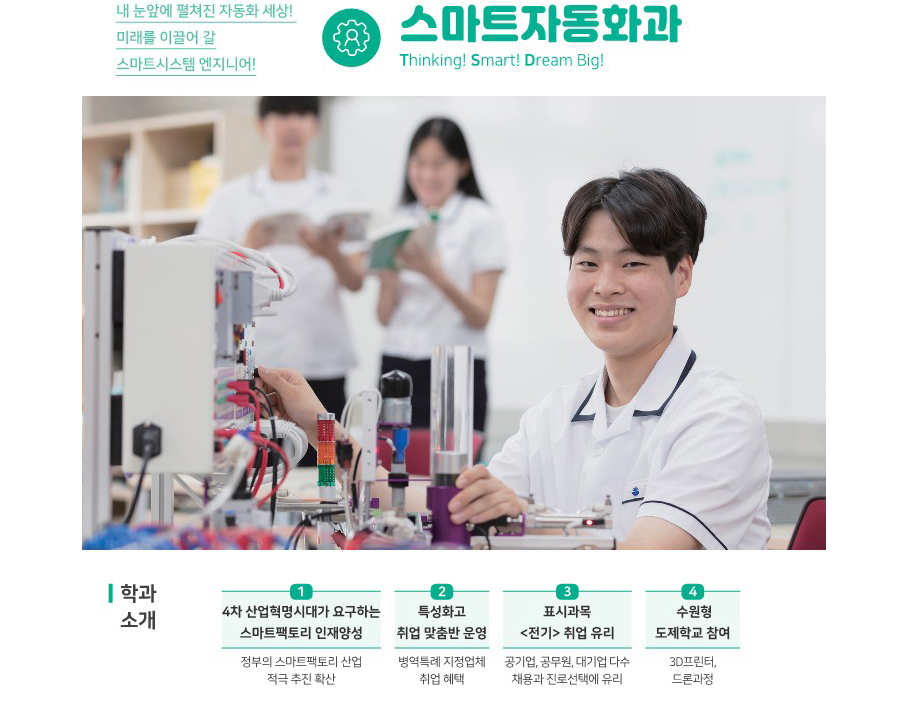 내 눈앞에 펼쳐진 자동화 세상!
미래를 이끌어 갈
스마트시스템 엔지니어!
스마트자동화과
Thinking! Smart! Dream Big!
학과
소개
1
4차 산업혁명시대가 요구하는
스마트팩토리 인재양성
정부의 스마트팩토리 산업
적극 추진 확산
2
특성화고
취업 맞춤반 운영
병역특례 지정업체
취업 혜택
3
표시과목
<전기> 취업 유리
공기업, 공무원, 대기업 다수
채용과 진로선택에 유리
4
수원형
도제학교 참여
3D프린터,
드론과정